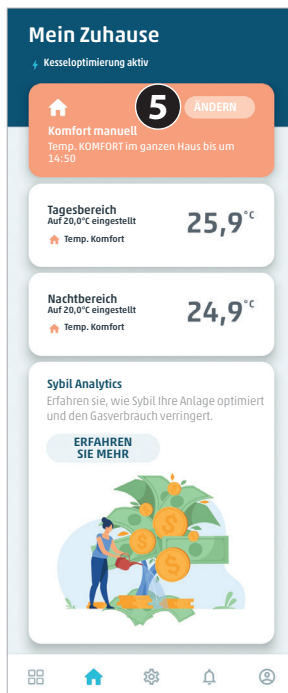 Mein Zuhause
Kesseloptimierung aktiv
5
ÄNDERN
Komfort manuell
Temp. KOMFORT im ganzen Haus bis um
14:50
Tagesbereich
Auf 20,0°C eingestellt
25,9°C
Temp. Komfort
Nachtbereich
Auf 20,0°C eingestellt
24,9°C
Temp. Komfort
Sybil Analytics
Erfahren sie, wie Sybil Ihre Anlage optimiert
und den Gasverbrauch verringert.
ERFAHREN
SIE MEHR